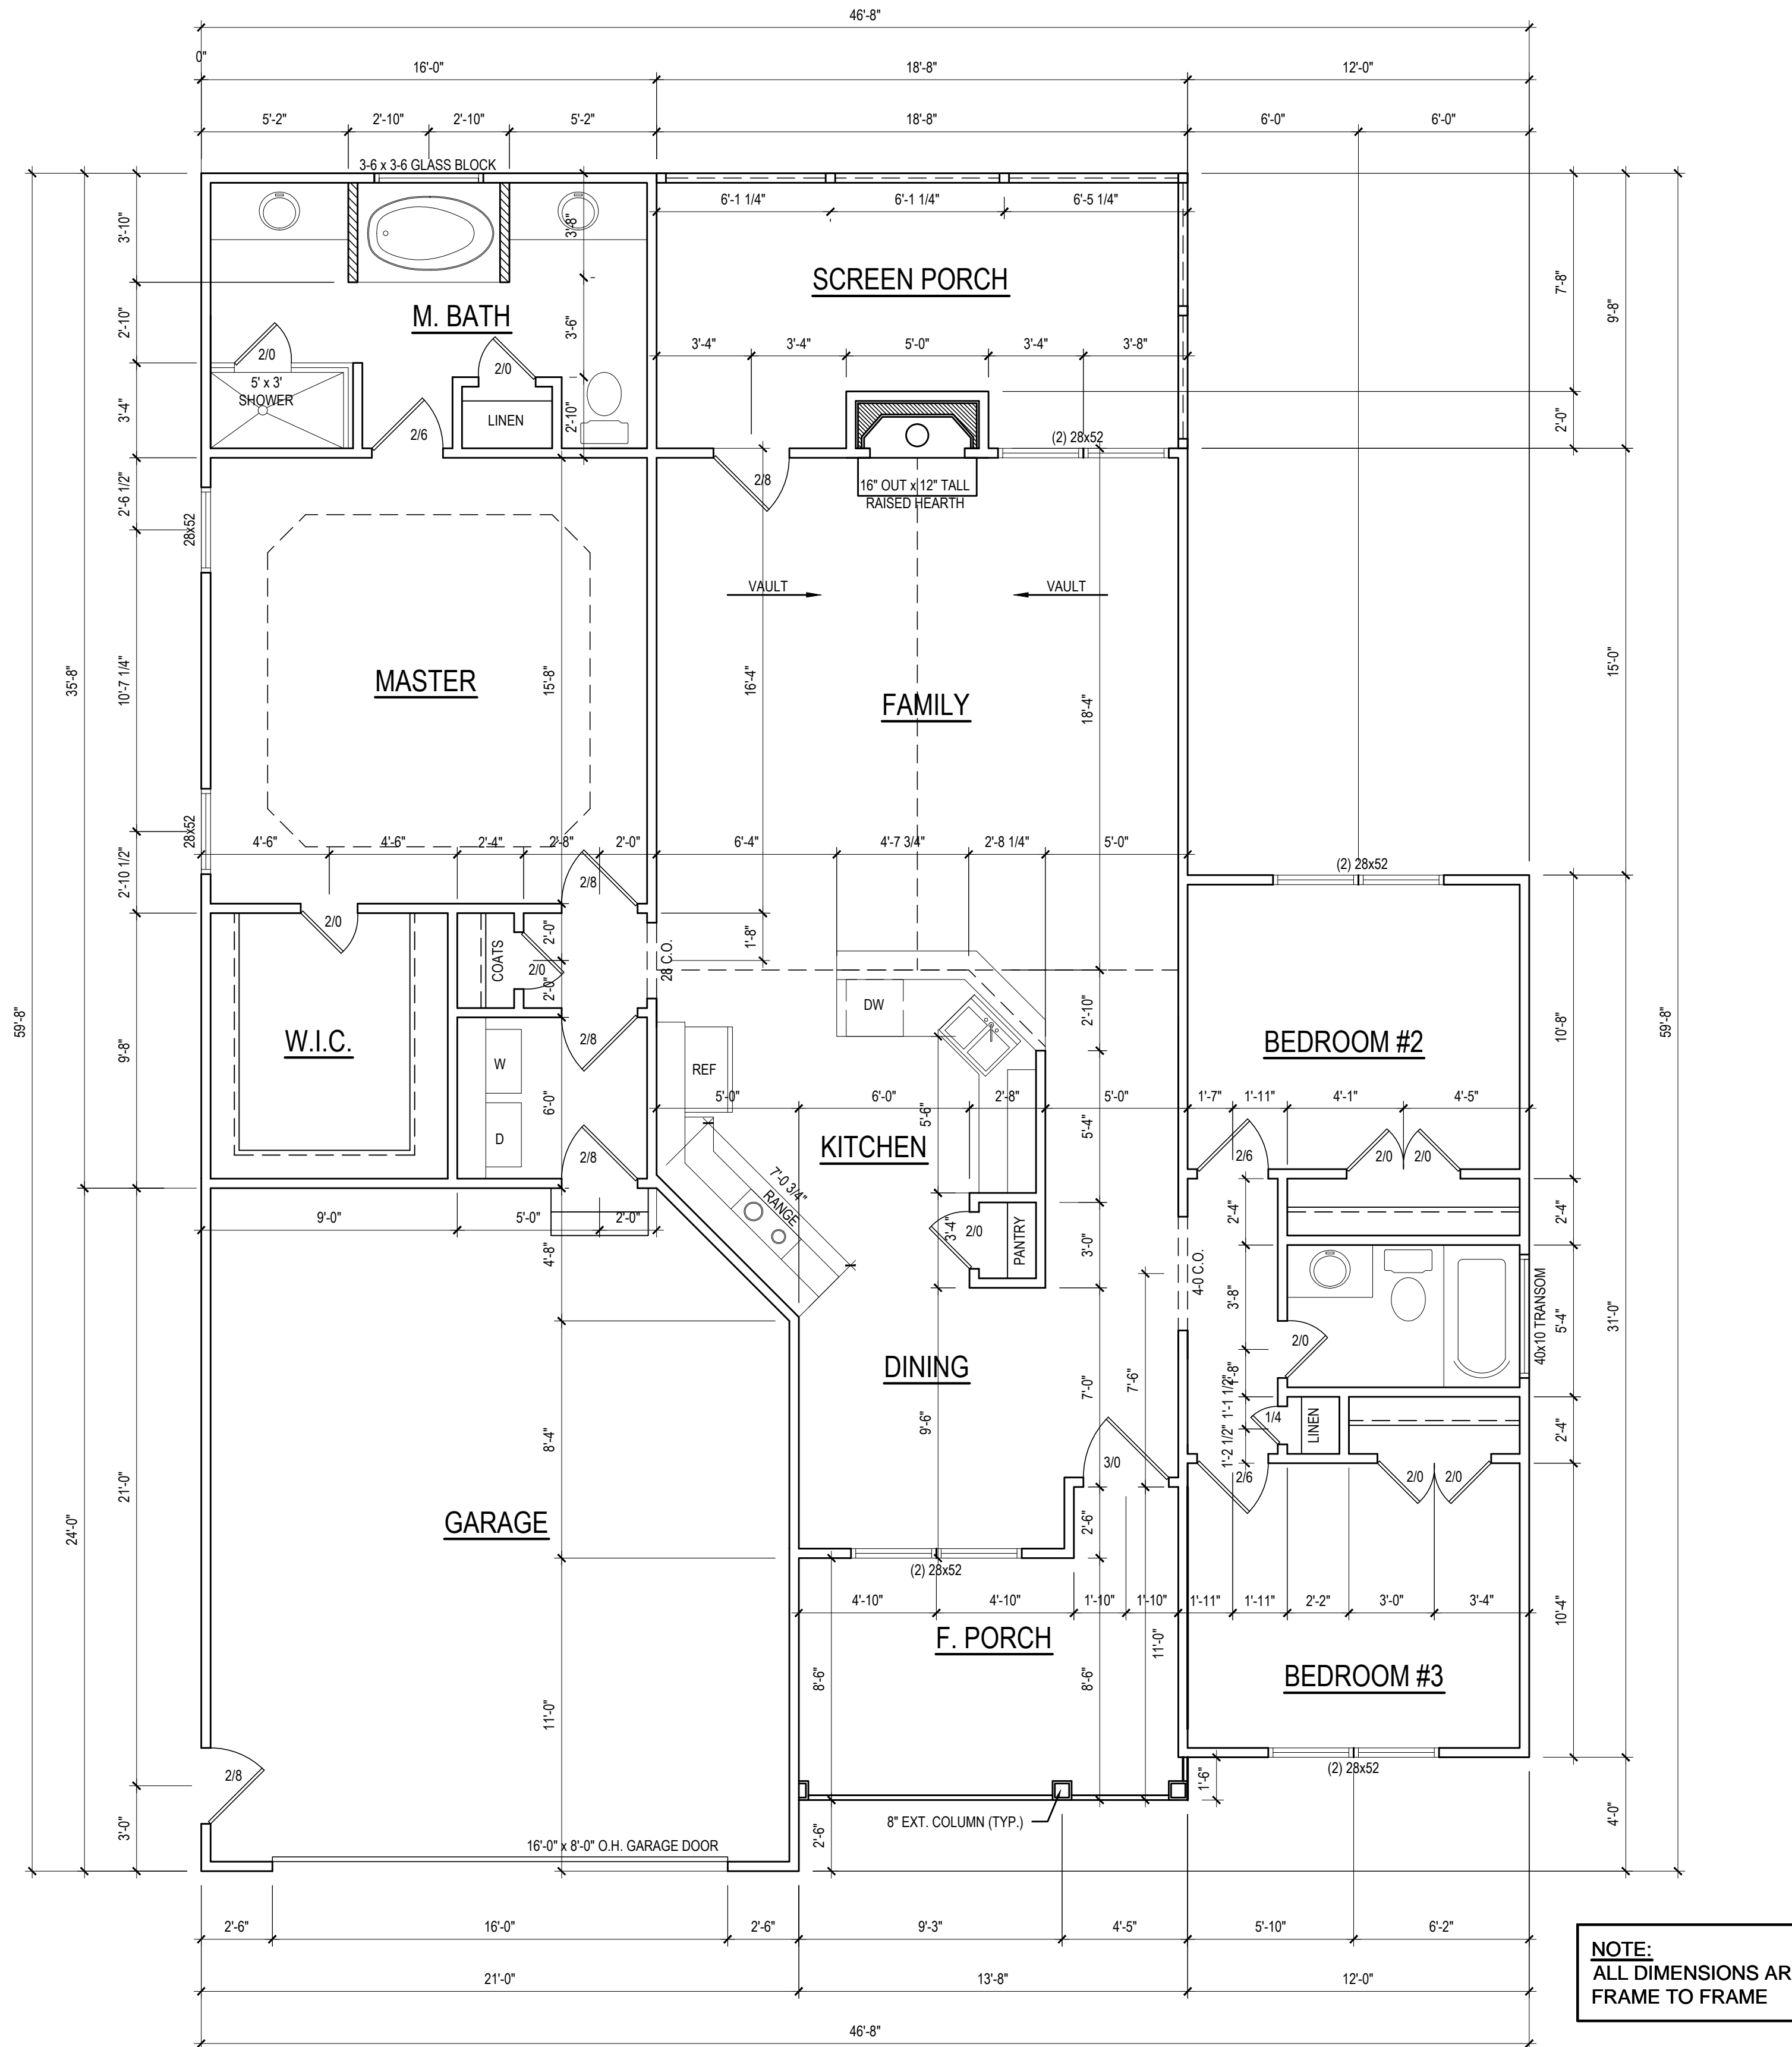 46'-8"
0"
16'-0" 18'-8" 12'-0"
5'-2" 2'-10" 2'-10" 5'-2" 18'-8" 6'-0" 6'-0"
3-6 x 3-6 GLASS BLOCK
6'-1 1/4" 6'-1 1/4" 6'-5 1/4"
3'-10"
3'-8"
SCREEN PORCH
7'-8"
9'-8"
M. BATH
2'-10"
3'-6"
3'-4" 3'-4" 5'-0" 3'-4" 3'-8"
2/0
2/0
5' x 3'
SHOWER
3'-4"
LINEN
2'-10"
2/6
2'-0"
(2) 28x52
2/8
16" OUT x 12" TALL
RAISED HEARTH
2'-6 1/2"
28x52
VAULT VAULT
35'-8"
10'-7 1/4"
MASTER
15'-8"
16'-4"
FAMILY
18'-4"
15'-0"
28x52
2'-10 1/2"
4'-6" 4'-6" 2'-4" 2'-8" 2'-0" 6'-4" 4'-7 3/4" 2'-8 1/4" 5'-0"
(2) 28x52
2/8
2/0
COATS
2'-0"
2/0
2'-0"
28 C.O.
1'-8"
DW
2'-10"
59'-8"
9'-8"
W.I.C.
W
2/8
REF
BEDROOM #2
10'-8"
59'-8"
6'-0"
5'-0" 6'-0" 2'-8" 5'-0" 1'-7" 1'-11" 4'-1" 4'-5"
D
2/8
5'-6"
5'-4"
KITCHEN
7'-0 3/4"
RANGE
2/6
2/0 2/0
9'-0" 5'-0" 2'-0"
3'-4"
2/0
PANTRY
3'-0"
2'-4"
2'-4"
4'-8"
4-0 C.O.
3'-8"
40x10 TRANSOM
5'-4"
31'-0"
2/0
DINING
7'-0"
7'-6"
1'-8"
8'-4"
9'-6"
1'-1 1/2"
1/4
LINEN
2'-4"
1'-2 1/2"
3/0
2/6
2/0 2/0
21'-0"
24'-0"
GARAGE
2'-6"
(2) 28x52
4'-10" 4'-10" 1'-10" 1'-10" 1'-11" 1'-11" 2'-2" 3'-0" 3'-4"
10'-4"
F. PORCH
11'-0"
8'-6"
8'-6"
BEDROOM #3
11'-0"
2/8
(2) 28x52
1'-6"
3'-0"
8" EXT. COLUMN (TYP.)
2'-6"
4'-0"
16'-0" x 8'-0" O.H. GARAGE DOOR
2'-6" 16'-0" 2'-6" 9'-3" 4'-5" 5'-10" 6'-2"
21'-0" 13'-8" 12'-0"
46'-8"
NOTE:
ALL DIMENSIONS AR
FRAME TO FRAME